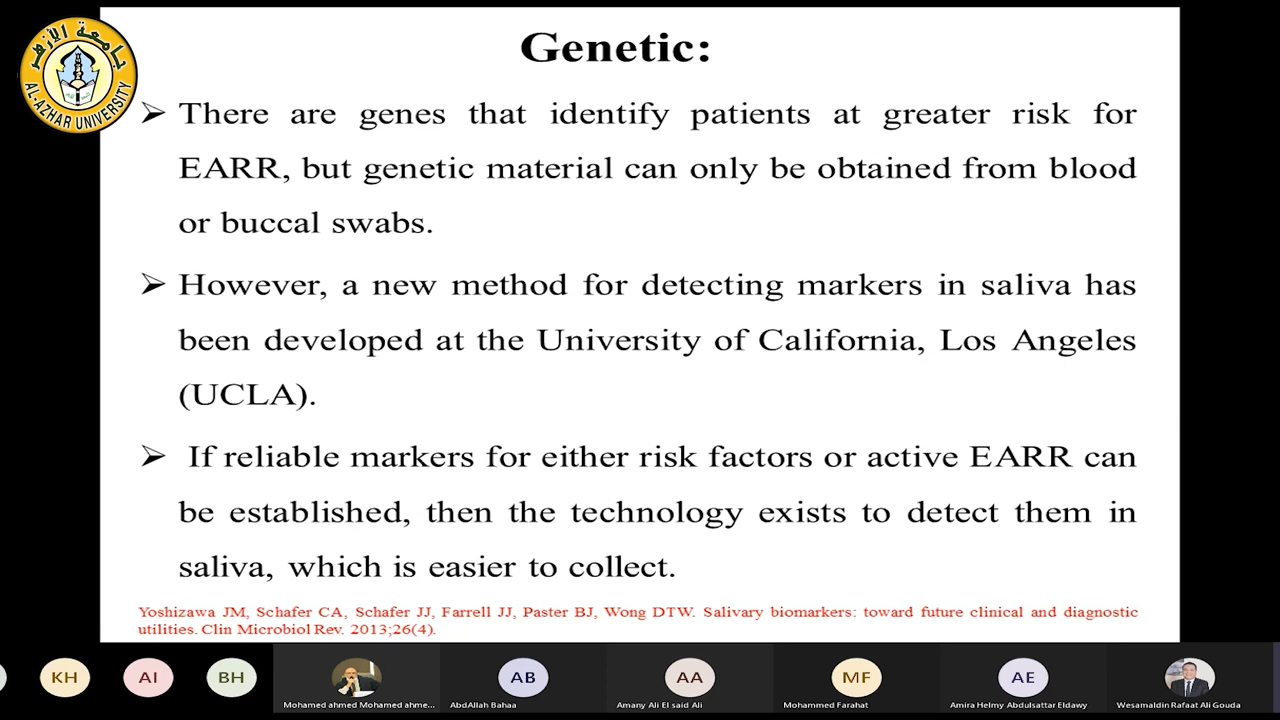 جامعة الأزهر
AL-AZHAR UNIVERSITY
Genetic:
➢ There are genes that identify patients at greater risk for
EARR, but genetic material can only be obtained from blood
or buccal swabs.
➢ However, a new method for detecting markers in saliva has
been developed at the University of California, Los Angeles
(UCLA).
➢ If reliable markers for either risk factors or active EARR can
be established, then the technology exists to detect them in
saliva, which is easier to collect.
Yoshizawa JM, Schafer CA, Schafer JJ, Farrell JJ, Paster BJ, Wong DTW. Salivary biomarkers: toward future clinical and diagnostic
utilities. Clin Microbiol Rev. 2013;26(4).
KH AI BH AB AA MF AE
Mohamed ahmed Mohamed ahme... AbdAllah Bahaa Amany Ali El said Ali Mohammed Farahat Amira Helmy Abdulsattar Eldawy Wesamaldin Rafaat Ali Gouda